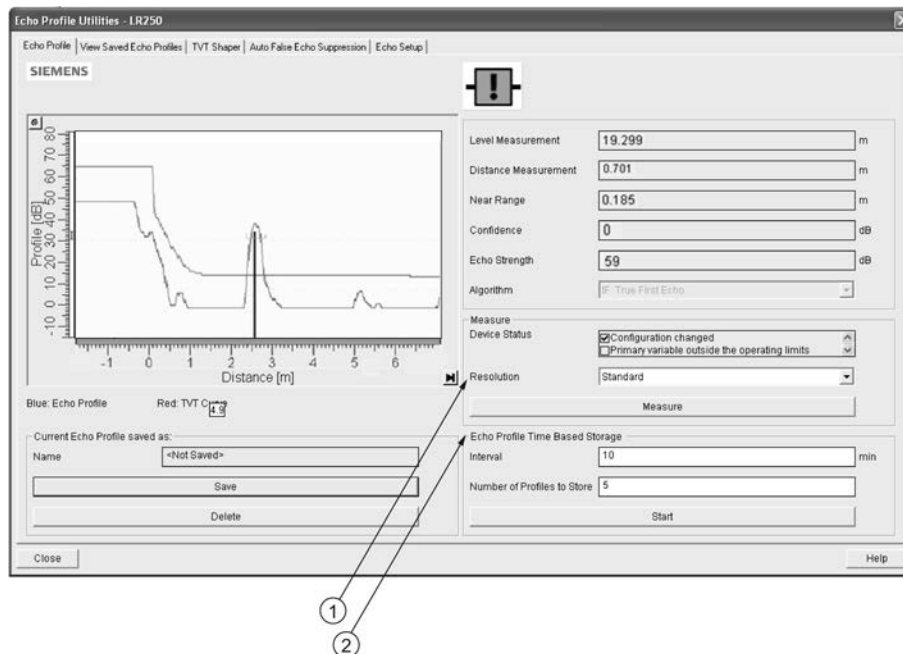 Echo Profile Utilities - LR250
Echo Profile View Saved Echo Profiles TVT Shaper Auto False Echo Suppression Echo Setup
SIEMENS
!
Profile [dB]
80
70
60
50
40
30
20
10
0
-10
-1 0 1 2 3 4 5 6
Distance [m]
Blue: Echo Profile Red: TVT
4.9
Current Echo Profile saved as:
Name <Not Saved>
Save
Delete
Level Measurement 19.299 m
Distance Measurement 0.701 m
Near Range 0.185 m
Confidence 0 dB
Echo Strength 59 dB
Algorithm tF True First Echo
Measure
Device Status Configuration changed
Primary variable outside the operating limits
Resolution Standard
Measure
Echo Profile Time Based Storage
Interval 10 min
Number of Profiles to Store 5
Start
Close Help
1
2